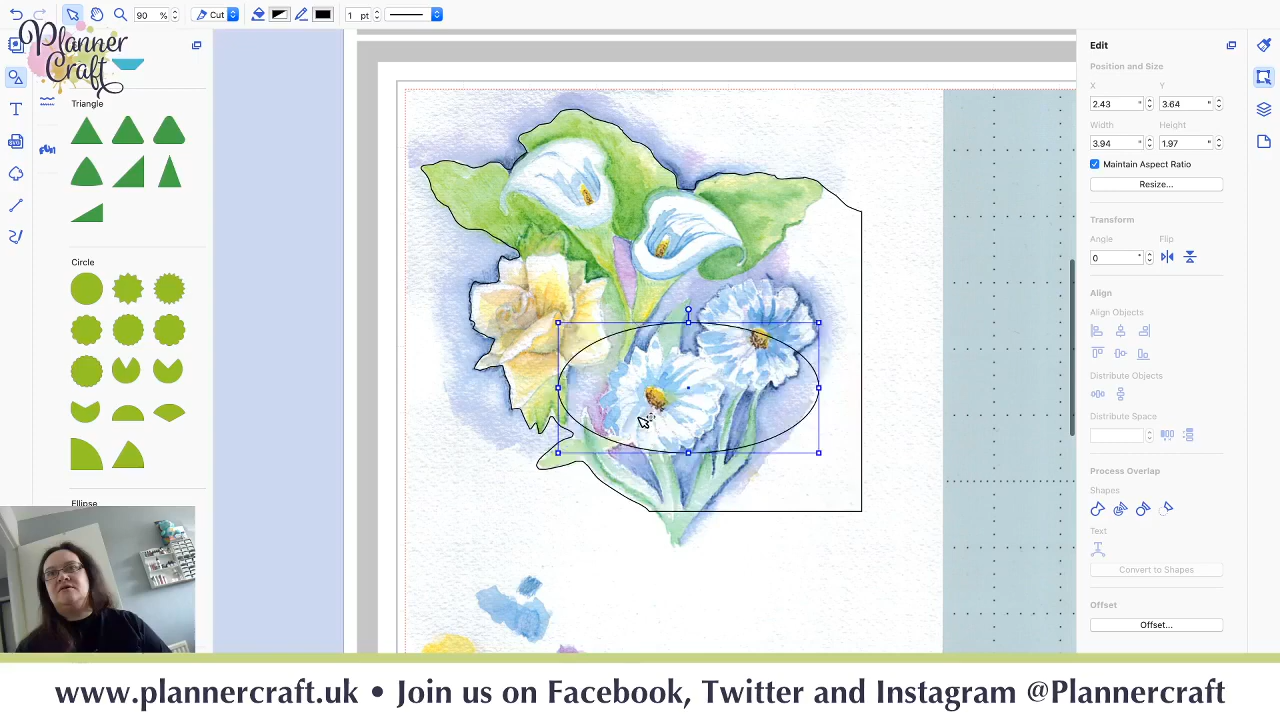 90 %
Cut
1 pt
Planner
Craft
Triangle
Circle
Ellipse
Edit
Position and Size
X
Y
2.43 "
3.64 "
Width
Height
3.94 "
1.97 "
Maintain Aspect Ratio
Resize...
Transform
Angle
Flip
0 °
Align
Align Objects
Distribute Objects
Distribute Space
Process Overlap
Shapes
Text
Convert to Shapes
Offset
Offset...
www.plannercraft.uk • Join us on Facebook, Twitter and Instagram @Plannercraft